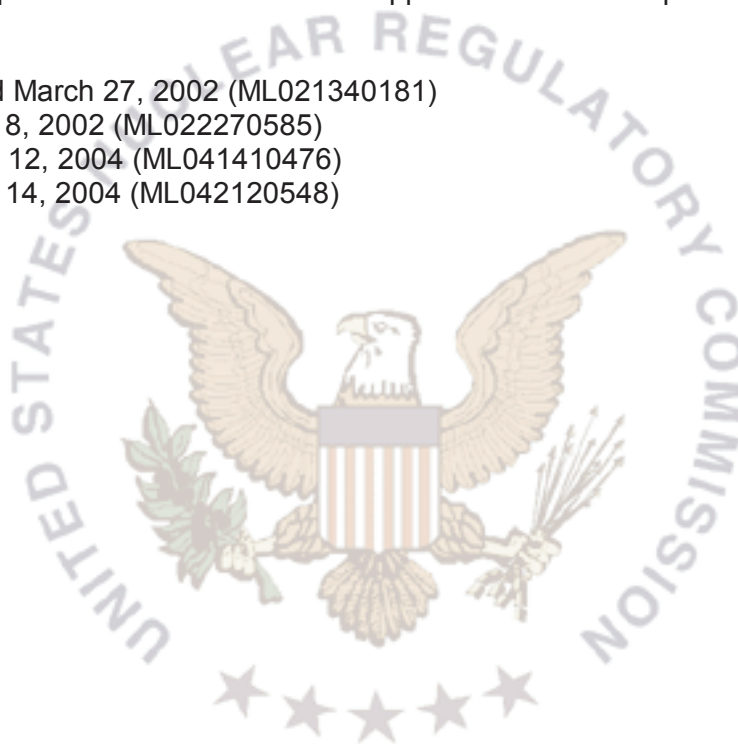 March 27, 2002 (ML021340181)
8, 2002 (ML022270585)
12, 2004 (ML041410476)
14, 2004 (ML042120548)
UNITED STATES NUCLEAR REGULATORY COMMISSION